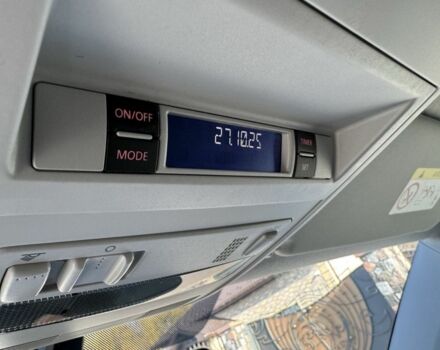 ON/OFF
27.10.25
TIMER
MODE
SET